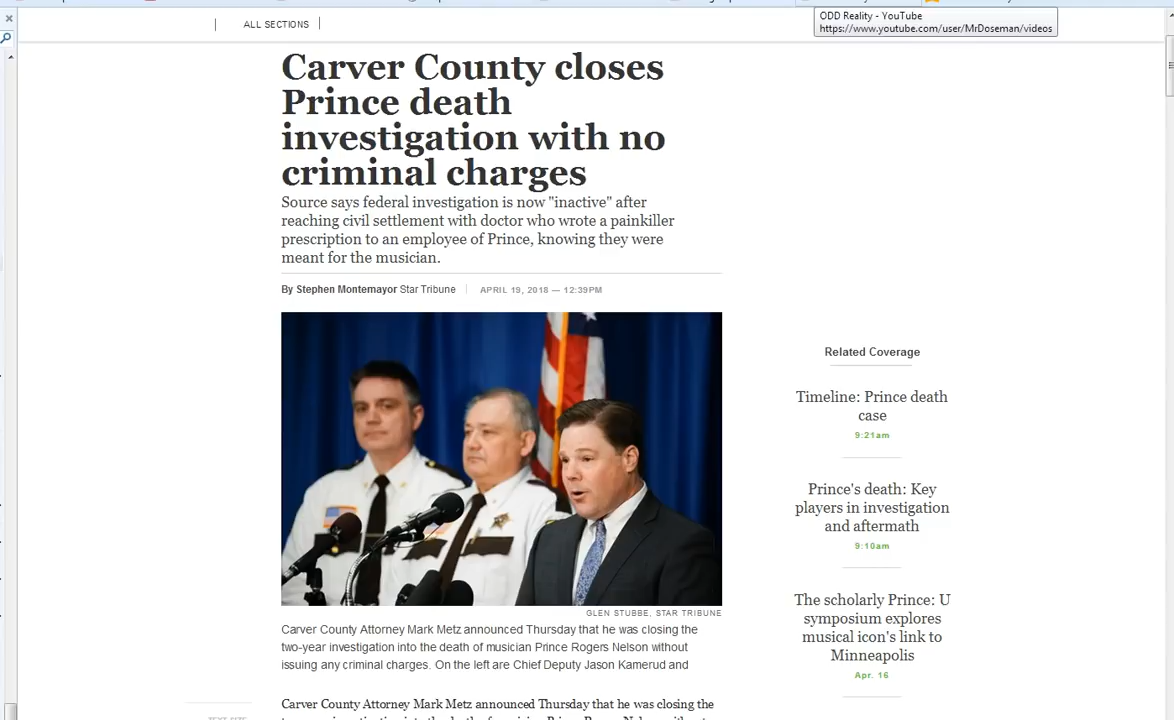 ODD Reality - YouTube
https://www.youtube.com/user/MrDoseman/videos
ALL SECTIONS
Carver County closes
Prince death
investigation with no
criminal charges
Source says federal investigation is now "inactive" after
reaching civil settlement with doctor who wrote a painkiller
prescription to an employee of Prince, knowing they were
meant for the musician.
By Stephen Montemayor Star Tribune
APRIL 19, 2018 — 12:39PM
GLEN STUBBE, STAR TRIBUNE
Carver County Attorney Mark Metz announced Thursday that he was closing the
two-year investigation into the death of musician Prince Rogers Nelson without
issuing any criminal charges. On the left are Chief Deputy Jason Kamerud and
Carver County Attorney Mark Metz announced Thursday that he was closing the
Related Coverage
Timeline: Prince death
case
9:21am
Prince's death: Key
players in investigation
and aftermath
9:10am
The scholarly Prince: U
symposium explores
musical icon's link to
Minneapolis
Apr. 16